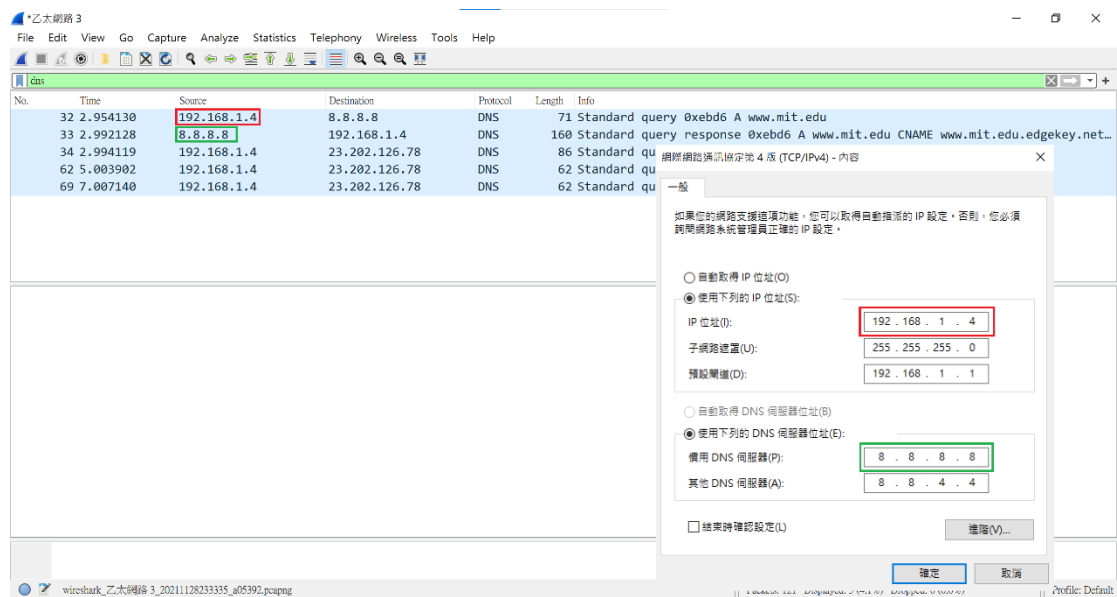 *乙太網路 3
File Edit View Go Capture Analyze Statistics Telephony Wireless Tools Help
dns
No. Time Source Destination Protocol Length Info
32 2.954130 192.168.1.4 8.8.8.8 DNS 71 Standard query 0xebd6 A www.mit.edu
33 2.992128 8.8.8.8 192.168.1.4 DNS 160 Standard query response 0xebd6 A www.mit.edu CNAME www.mit.edu.edgekey.net…
34 2.994119 192.168.1.4 23.202.126.78 DNS 86 Standard qu
62 5.003902 192.168.1.4 23.202.126.78 DNS 62 Standard qu
69 7.007140 192.168.1.4 23.202.126.78 DNS 62 Standard qu
網際網路通訊協定第 4 版 (TCP/IPv4) - 內容
一般
如果您的網路支援這項功能,您可以取得自動指派的 IP 設定。否則,您必須
詢問網路系統管理員正確的 IP 設定。
自動取得 IP 位址(O)
使用下列的 IP 位址(S):
IP 位址(I): 192 . 168 . 1 . 4
子網路遮罩(U): 255 . 255 . 255 . 0
預設閘道(D): 192 . 168 . 1 . 1
自動取得 DNS 伺服器位址(B)
使用下列的 DNS 伺服器位址(E):
慣用 DNS 伺服器(P): 8 . 8 . 8 . 8
其他 DNS 伺服器(A): 8 . 8 . 4 . 4
結束時確認設定(L)
進階(V)...
確定 取消
wireshark_乙太網路 3_20211128233335_a05392.pcapng
Profile: Default